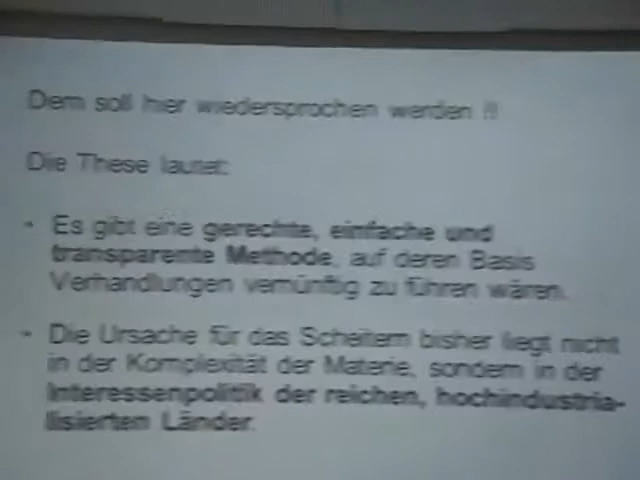 Dem soll hier wiedersprochen werden !!
Die These lautet:
- Es gibt eine gerechte, einfache und
transparente Methode, auf deren Basis
Verhandlungen vernünftig zu führen wären.
- Die Ursache für das Scheitern bisher liegt nicht
in der Komplexität der Materie, sondern in der
Interessenpolitik der reichen, hochindustria-
lisierten Länder.